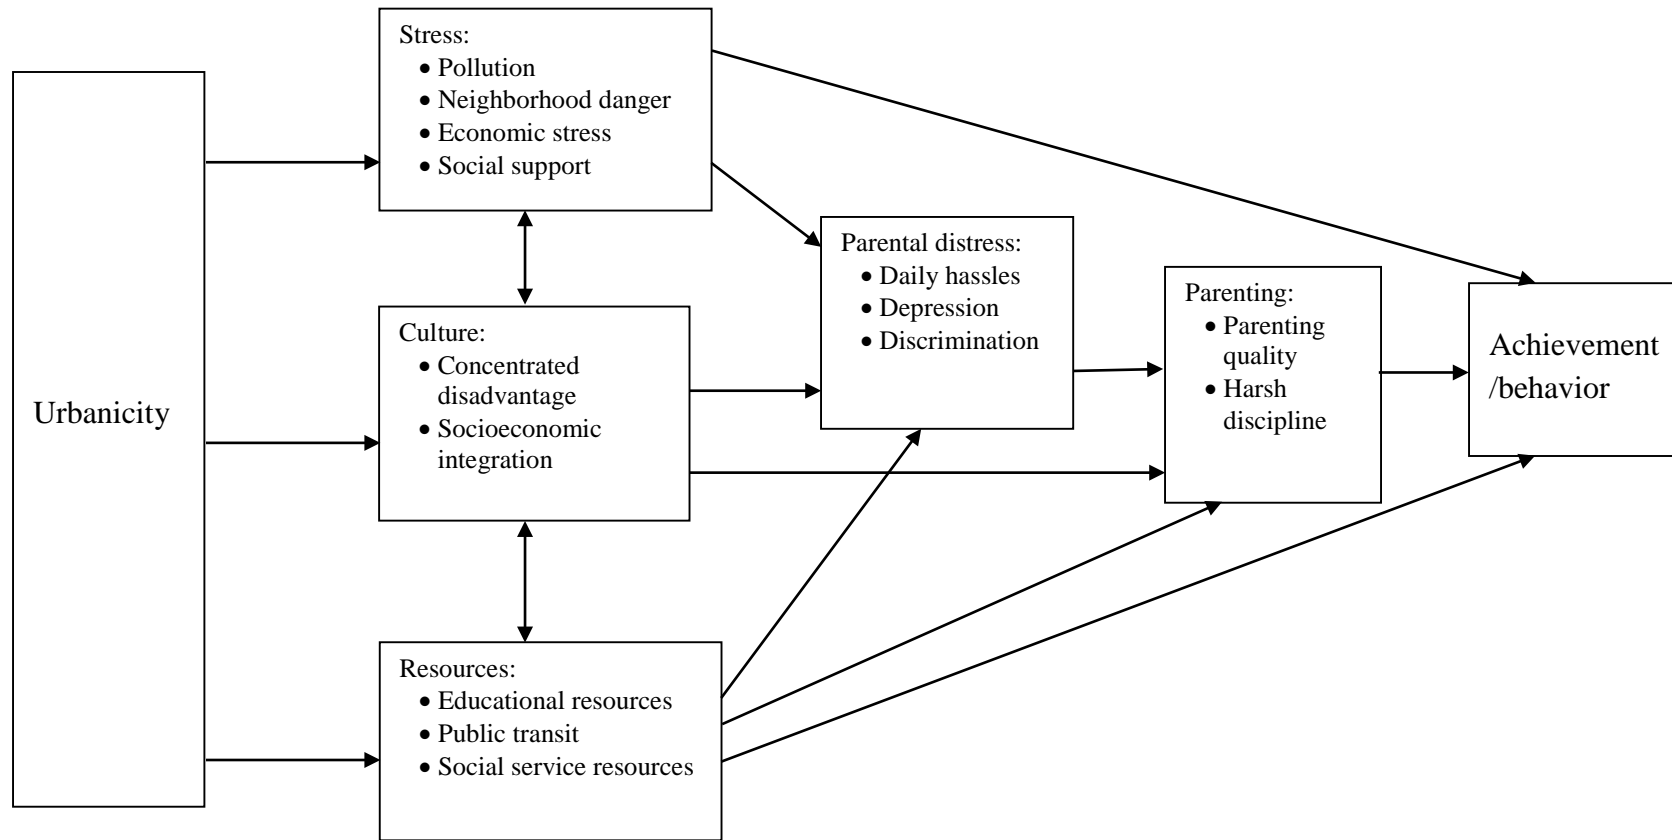 Urbanicity
Stress:
• Pollution
• Neighborhood danger
• Economic stress
• Social support
Culture:
• Concentrated
disadvantage
• Socioeconomic
integration
Resources:
• Educational resources
• Public transit
• Social service resources
Parental distress:
• Daily hassles
• Depression
• Discrimination
Parenting:
• Parenting
quality
• Harsh
discipline
Achievement
/behavior